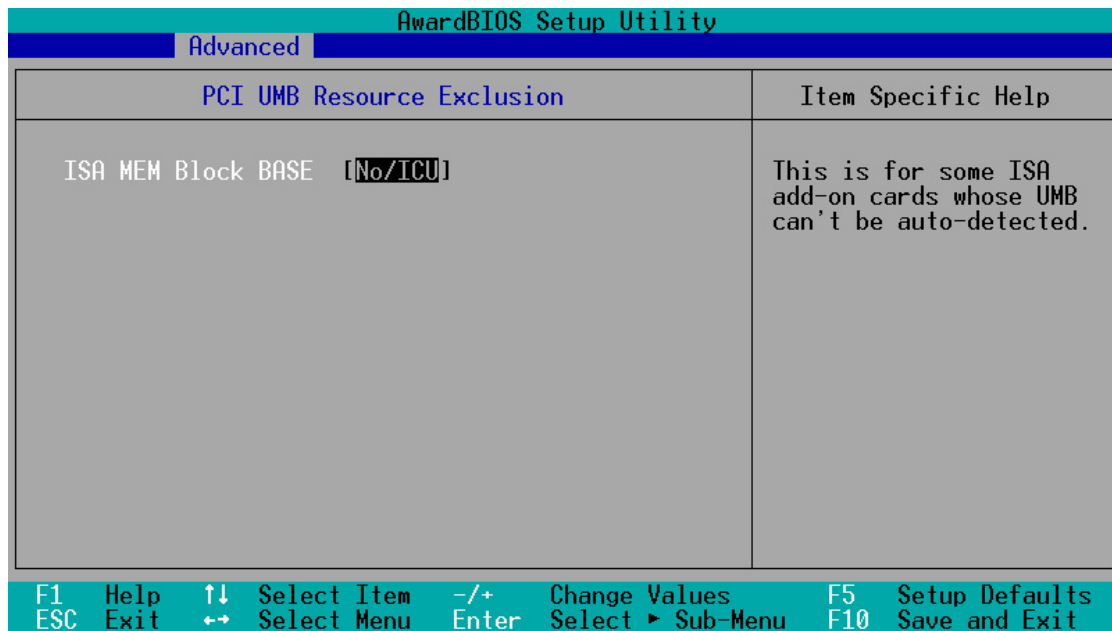 AwardBIOS Setup Utility
Advanced
PCI UMB Resource Exclusion
Item Specific Help
ISA MEM Block BASE [No/ICU]
This is for some ISA
add-on cards whose UMB
can't be auto-detected.
F1 Help ↑↓ Select Item -/+ Change Values F5 Setup Defaults
ESC Exit ←→ Select Menu Enter Select ► Sub-Menu F10 Save and Exit